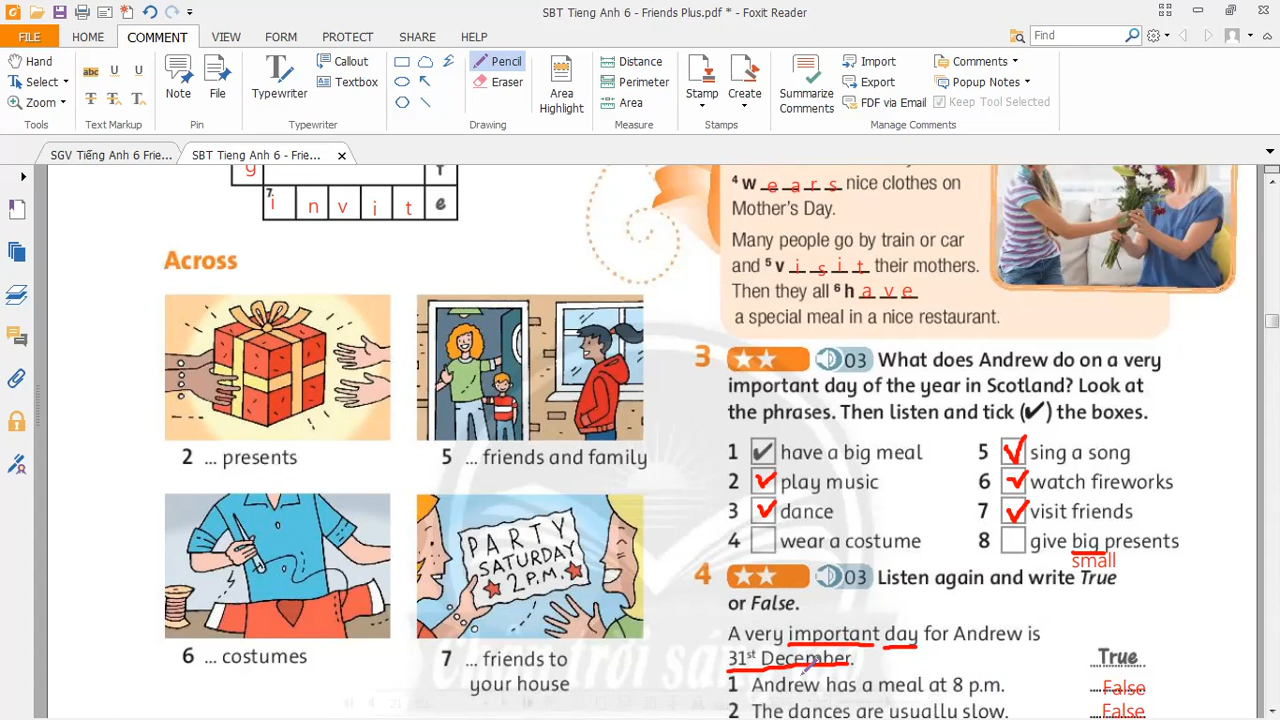 SBT Tieng Anh 6 - Friends Plus.pdf * - Foxit Reader
FILE HOME COMMENT VIEW FORM PROTECT SHARE HELP
Find
Hand
Select
Zoom
Tools
Text Markup
Note
File
Pin
Typewriter
Callout
Textbox
Typewriter
Pencil
Eraser
Drawing
Area Highlight
Distance
Perimeter
Area
Measure
Stamp
Create
Stamps
Summarize Comments
Import
Export
FDF via Email
Comments
Popup Notes
Keep Tool Selected
Manage Comments
SGV Tiếng Anh 6 Frie...
SBT Tieng Anh 6 - Frie...
g r
7. i n v i t e
Across
2 ... presents
5 ... friends and family
PARTY
SATURDAY
2 P.M.
6 ... costumes
7 ... friends to
your house
4 w e a r s nice clothes on
Mother's Day.
Many people go by train or car
and 5 v i s i t their mothers.
Then they all 6 h a v e
a special meal in a nice restaurant.
3 03 What does Andrew do on a very
important day of the year in Scotland? Look at
the phrases. Then listen and tick (✔) the boxes.
1 ✔ have a big meal
2 ✔ play music
3 ✔ dance
4 wear a costume
5 ✔ sing a song
6 ✔ watch fireworks
7 ✔ visit friends
8 give big presents
small
4 03 Listen again and write True
or False.
A very important day for Andrew is
31st December. True
1 Andrew has a meal at 8 p.m. False
2 The dances are usually slow. False
Chân trời sáng tạo